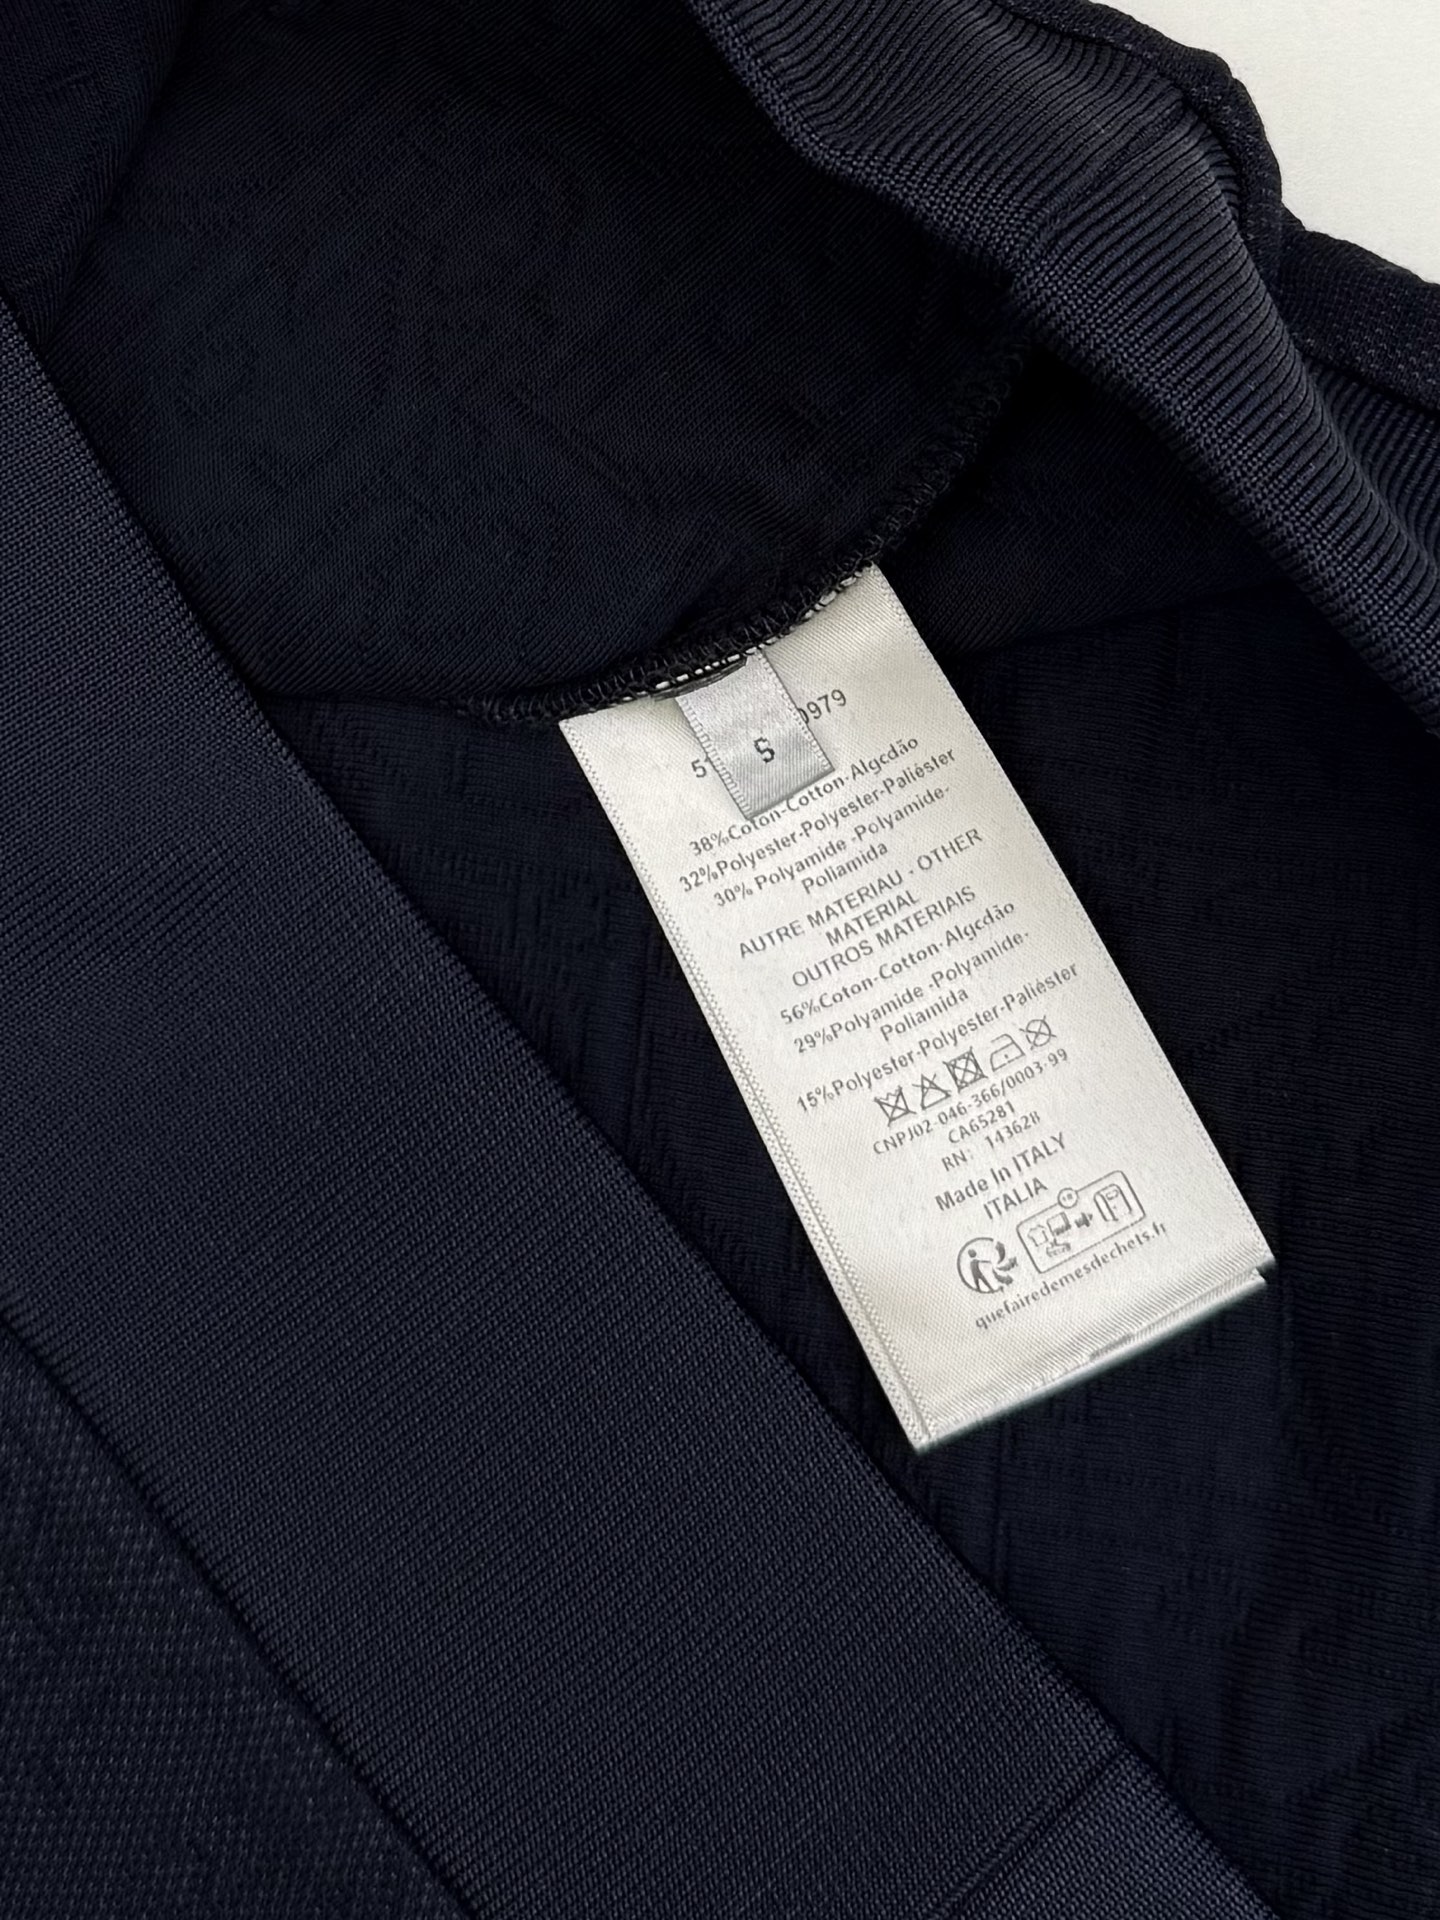 S
0979
38%Coton-Cotton-Algcdão
32%Polyester-Polyester-Paliéster
30% Polyamide -Polyamide-
Poliamida
AUTRE MATERIAU - OTHER
MATERIAL
OUTROS MATERIAIS
56%Coton-Cotton-Algcdão
29%Polyamide -Polyamide-
Poliamida
15%Polyester-Polyester-Paliéster
CNPJ02-046-366/0003-99
CA65281
RN: 143628
Made In ITALY
ITALIA
quefairedemesdechets.fr